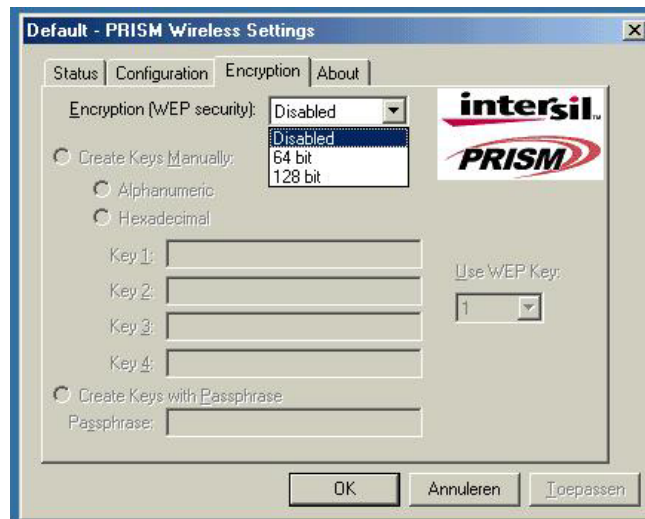 Default - PRISM Wireless Settings
Status Configuration Encryption About
Encryption (WEP security): Disabled
Disabled
64 bit
128 bit
intersil
PRISM
Create Keys Manually:
Alphanumeric
Hexadecimal
Key 1:
Key 2:
Key 3:
Key 4:
Use WEP Key:
1
Create Keys with Passphrase
Passphrase:
OK Annuleren Toepassen